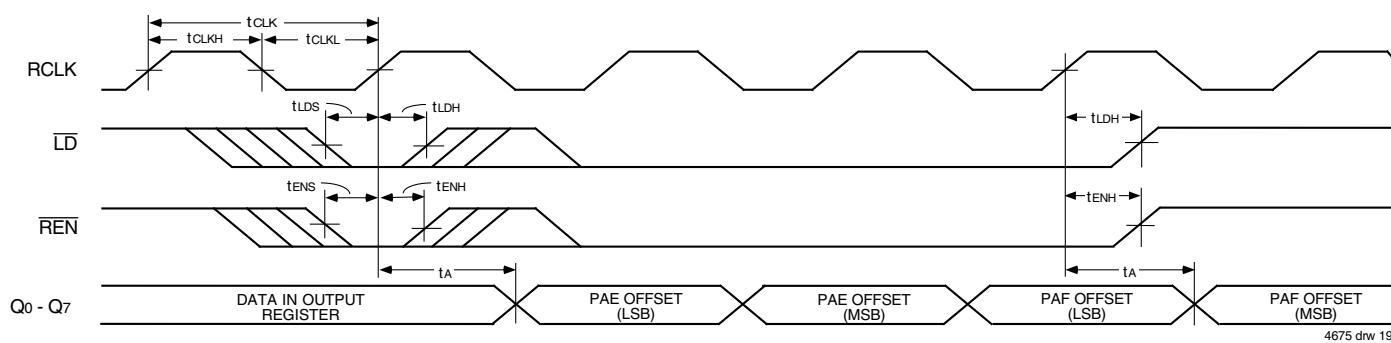 tCLK
tCLKH
tCLKL
RCLK
tLDS
tLDH
tLDH
LD
tENS
tENH
tENH
REN
tA
tA
Q0 - Q7
DATA IN OUTPUT
REGISTER
PAE OFFSET
(LSB)
PAE OFFSET
(MSB)
PAF OFFSET
(LSB)
PAF OFFSET
(MSB)
4675 drw 19